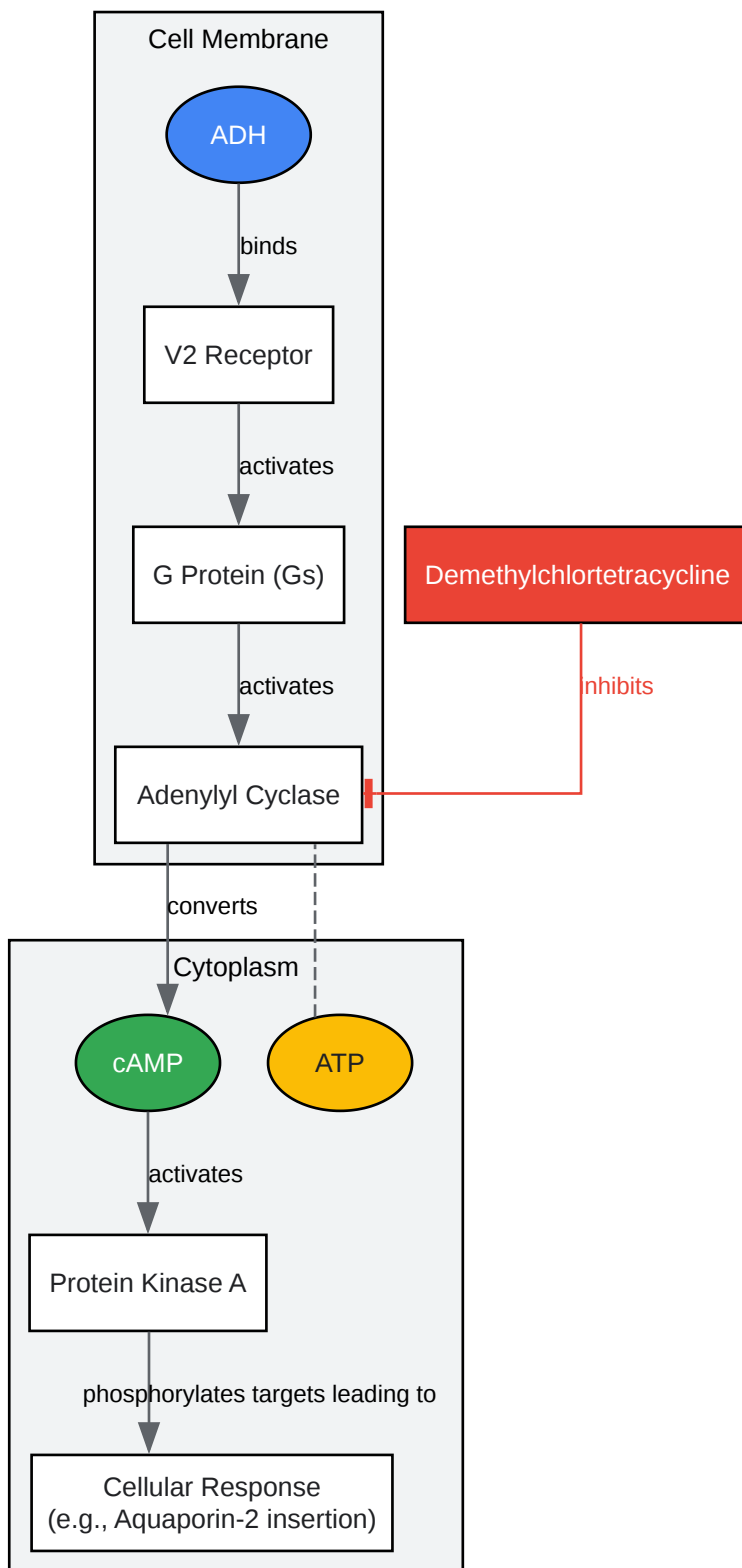 Cell Membrane
ADH
binds
V2 Receptor
activates
G Protein (Gs)
Demethylchlortetracycline
activates
inhibits
Adenylyl Cyclase
converts
Cytoplasm
cAMP
ATP
activates
Protein Kinase A
phosphorylates targets leading to
Cellular Response
(e.g., Aquaporin-2 insertion)